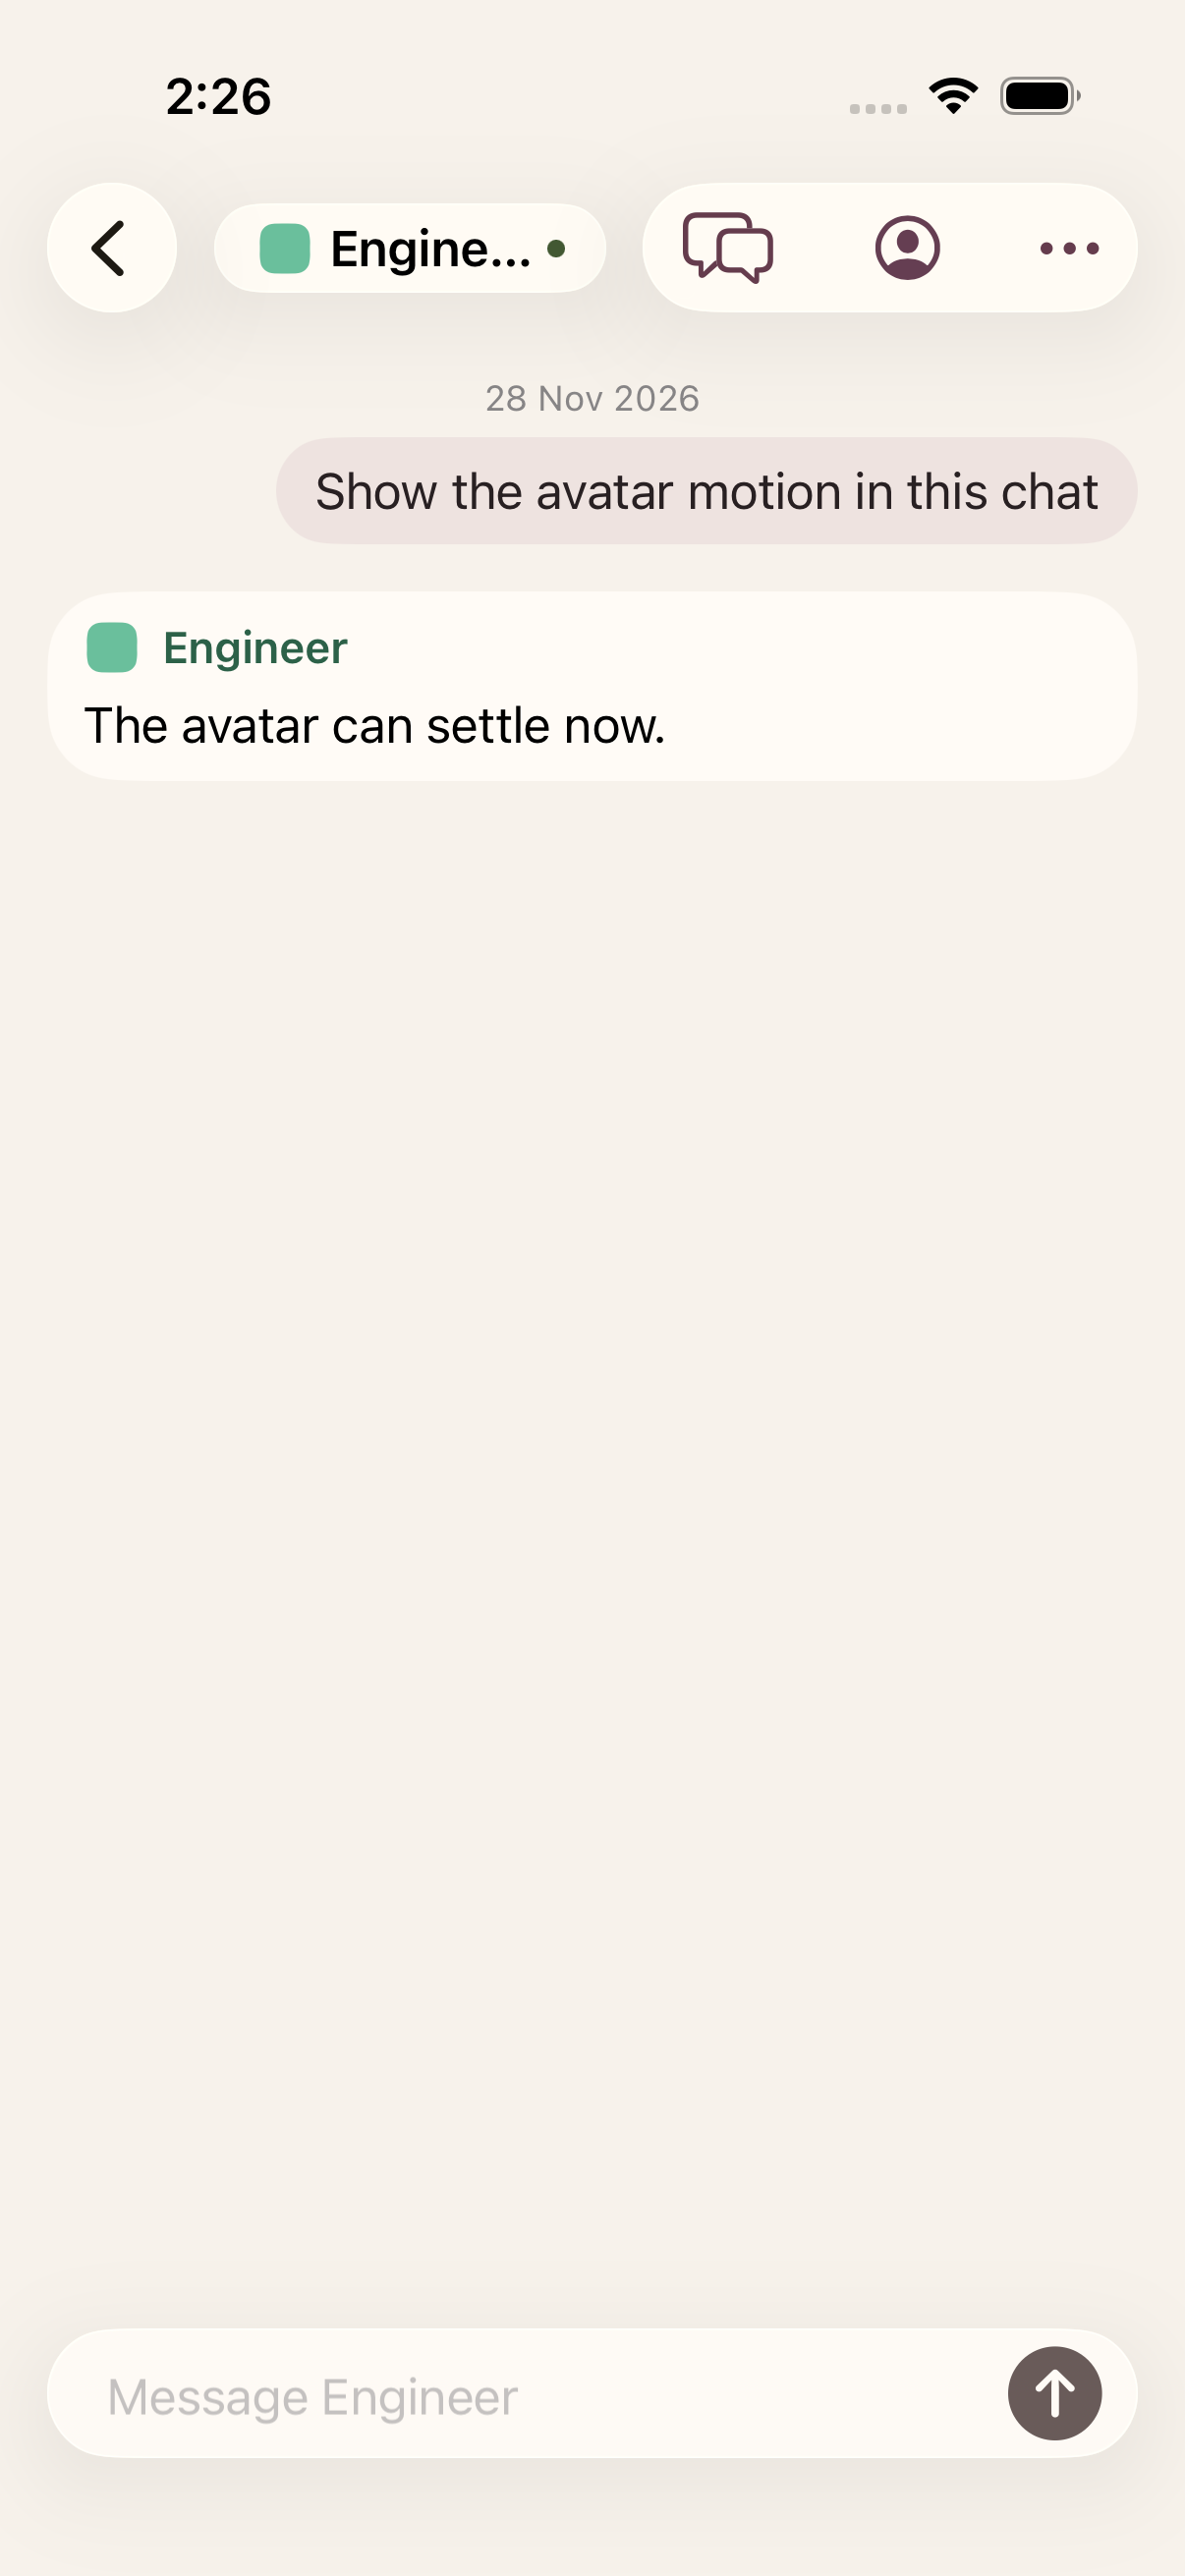 2:26
Engine...
28 Nov 2026
Show the avatar motion in this chat
Engineer
The avatar can settle now.
Message Engineer